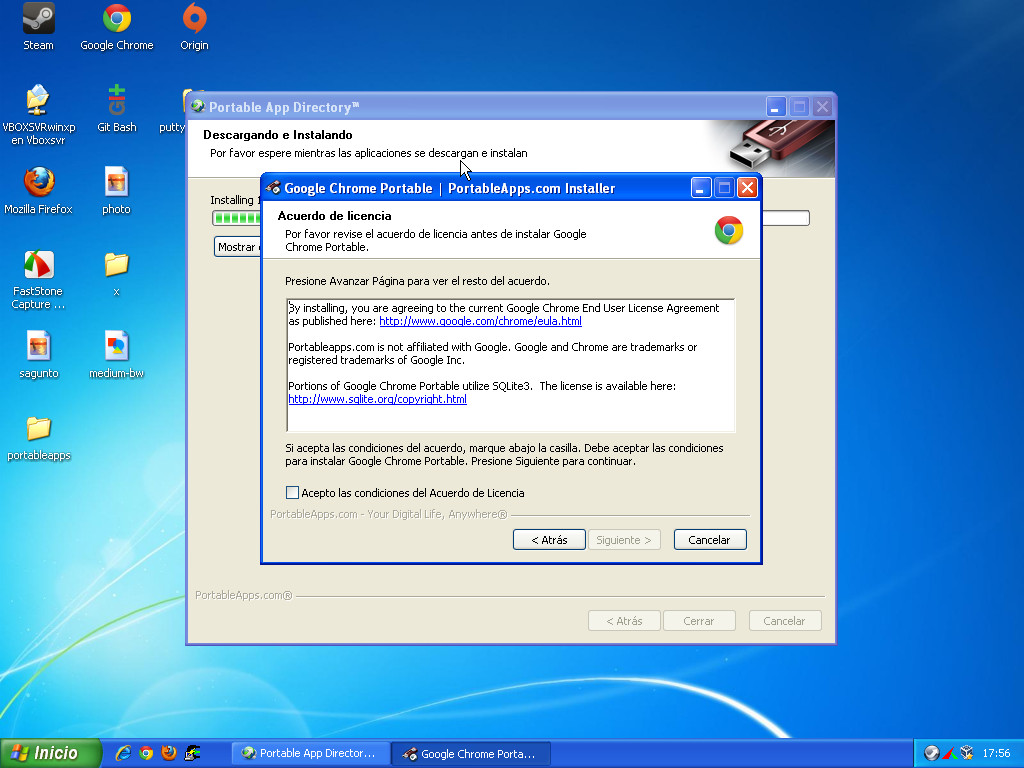 Steam
Google Chrome
Origin
VBOXSVRwinxp
en Vboxsvr
Git Bash
putty
Mozilla Firefox
photo
FastStone
Capture ...
x
sagunto
medium-bw
portableapps
Portable App Directory™
Descargando e Instalando
Por favor espere mientras las aplicaciones se descargan e instalan
Installing
Mostrar
Google Chrome Portable | PortableApps.com Installer
Acuerdo de licencia
Por favor revise el acuerdo de licencia antes de instalar Google
Chrome Portable.
Presione Avanzar Página para ver el resto del acuerdo.
By installing, you are agreeing to the current Google Chrome End User License Agreement
as published here: http://www.google.com/chrome/eula.html
Portableapps.com is not affiliated with Google. Google and Chrome are trademarks or
registered trademarks of Google Inc.
Portions of Google Chrome Portable utilize SQLite3. The license is available here:
http://www.sqlite.org/copyright.html
Si acepta las condiciones del acuerdo, marque abajo la casilla. Debe aceptar las condiciones
para instalar Google Chrome Portable. Presione Siguiente para continuar.
Acepto las condiciones del Acuerdo de Licencia
PortableApps.com - Your Digital Life, Anywhere®
< Atrás
Siguiente >
Cancelar
PortableApps.com®
< Atrás
Cerrar
Cancelar
Inicio
Portable App Director...
Google Chrome Porta...
17:56